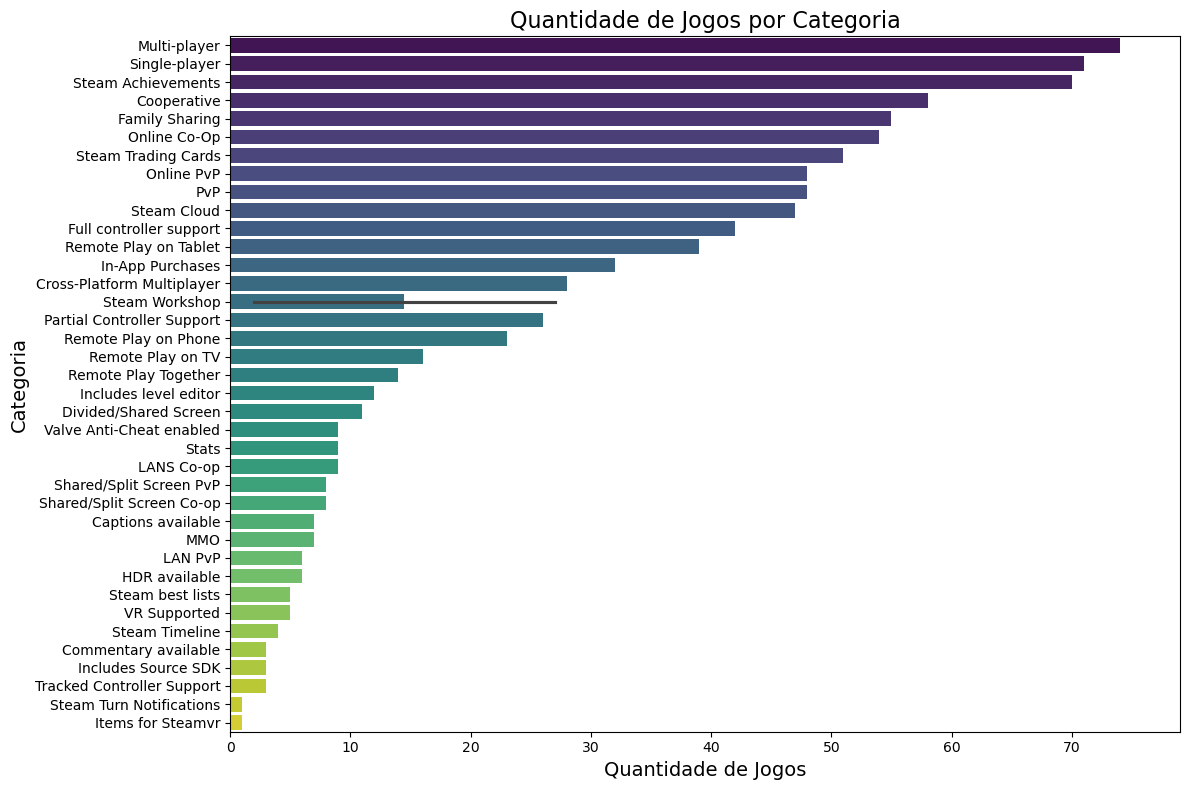 Quantidade de Jogos por Categoria
Multi-player
Single-player
Steam Achievements
Cooperative
Family Sharing
Online Co-Op
Steam Trading Cards
Online PvP
PvP
Steam Cloud
Full controller support
Remote Play on Tablet
In-App Purchases
Cross-Platform Multiplayer
Steam Workshop
Partial Controller Support
Remote Play on Phone
Remote Play on TV
Remote Play Together
Includes level editor
Divided/Shared Screen
Valve Anti-Cheat enabled
Stats
LANS Co-op
Shared/Split Screen PvP
Shared/Split Screen Co-op
Captions available
MMO
LAN PvP
HDR available
Steam best lists
VR Supported
Steam Timeline
Commentary available
Includes Source SDK
Tracked Controller Support
Steam Turn Notifications
Items for Steamvr
Categoria
0 10 20 30 40 50 60 70
Quantidade de Jogos